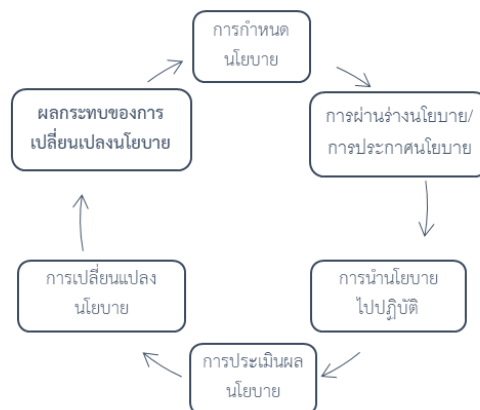 การกำหนด
นโยบาย
การผ่านร่างนโยบาย/
การประกาศนโยบาย
การนำนโยบาย
ไปปฏิบัติ
การประเมินผล
นโยบาย
การเปลี่ยนแปลง
นโยบาย
ผลกระทบของการ
เปลี่ยนเปลงนโยบาย